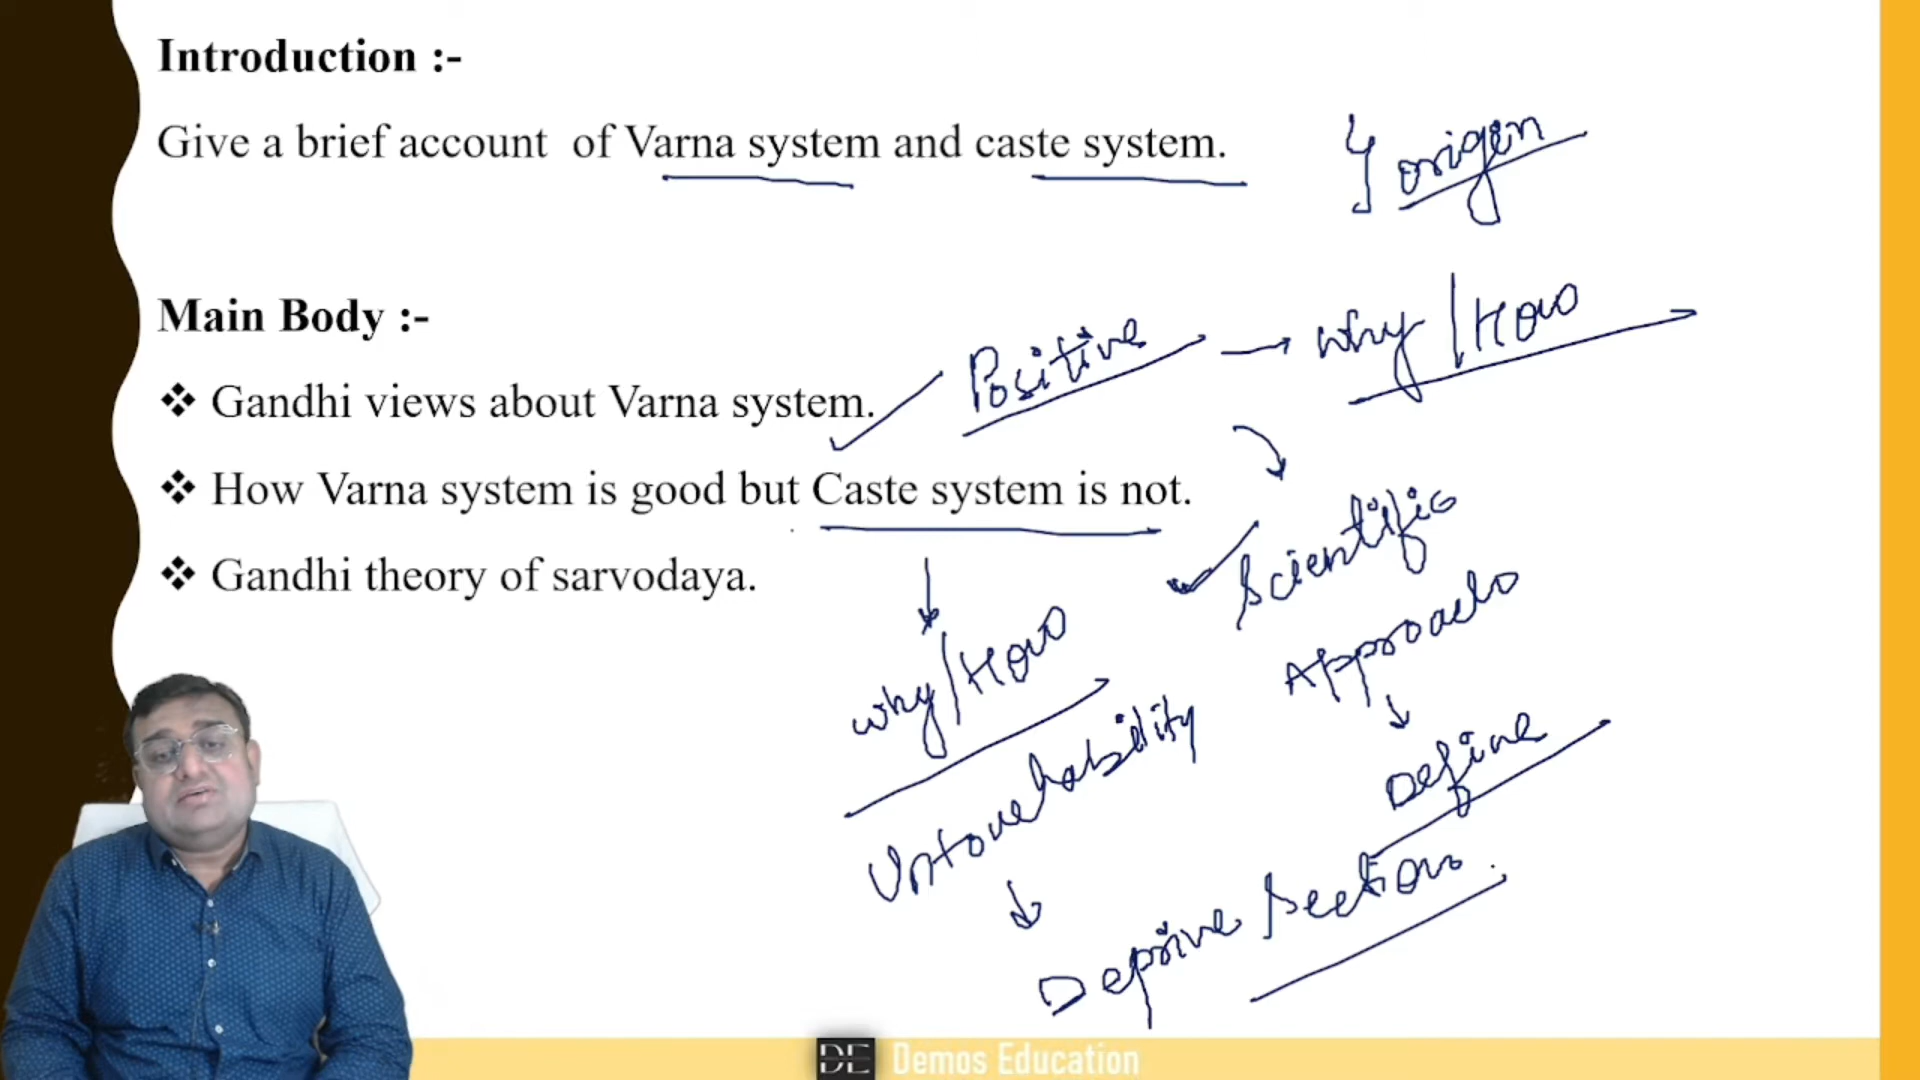 Introduction :-
Give a brief account of Varna system and caste system.
origen
Main Body :-
Positive → why/How
❖ Gandhi views about Varna system.
❖ How Varna system is good but Caste system is not.
Scientific
Approach
❖ Gandhi theory of sarvodaya.
why/How
Define
Untouchability
Deprive Section.
DE Demos Education